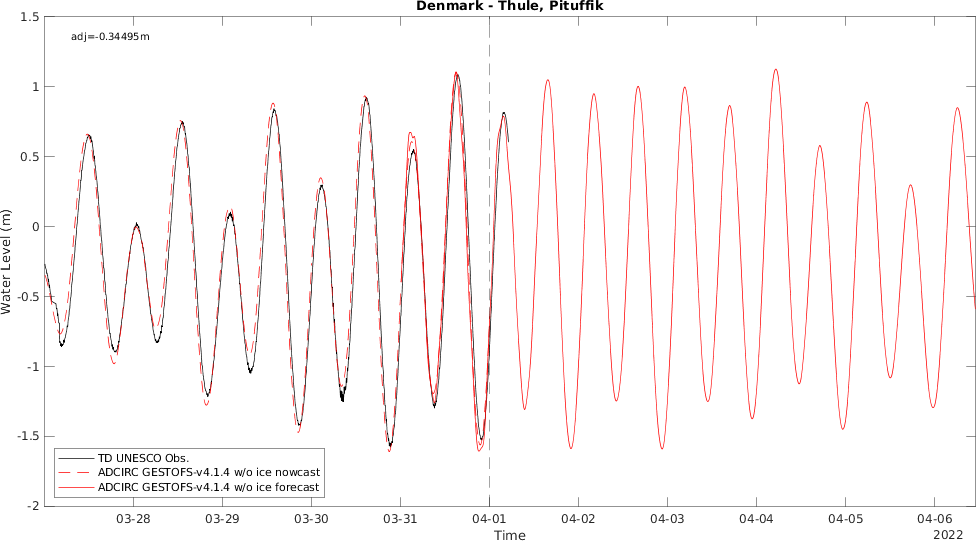 Denmark - Thule, Pituffik
adj=-0.34495m
1.5
1
0.5
0
-0.5
-1
-1.5
-2
Water Level (m)
TD UNESCO Obs.
ADCIRC GESTOFS-v4.1.4 w/o ice nowcast
ADCIRC GESTOFS-v4.1.4 w/o ice forecast
03-28 03-29 03-30 03-31 04-01 04-02 04-03 04-04 04-05 04-06
Time
2022